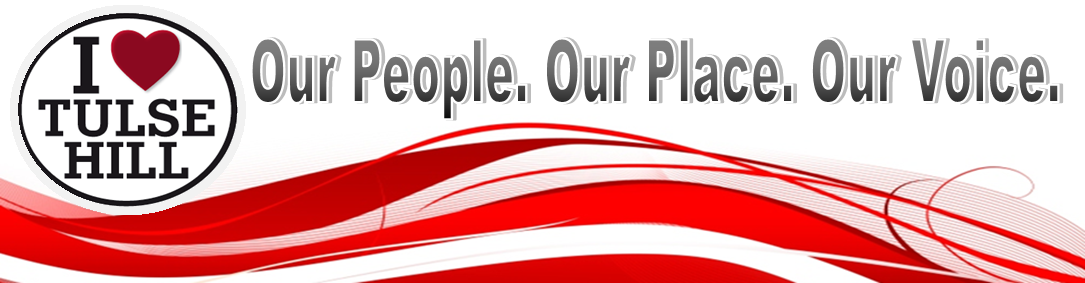 I ♥
TULSE
HILL
Our People. Our Place. Our Voice.